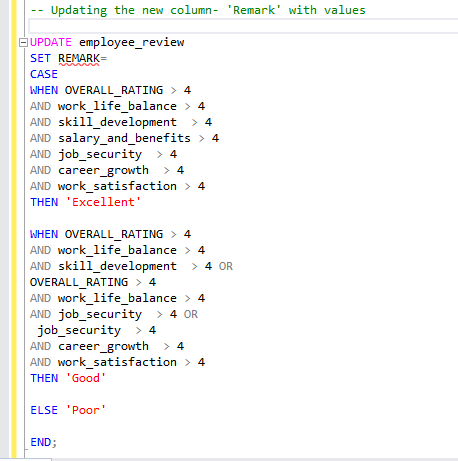 -- Updating the new column- 'Remark' with values
UPDATE employee_review
SET REMARK=
CASE
WHEN OVERALL_RATING > 4
AND work_life_balance > 4
AND skill_development  > 4
AND salary_and_benefits > 4
AND job_security  > 4
AND career_growth  > 4
AND work_satisfaction > 4
THEN 'Excellent'
WHEN OVERALL_RATING > 4
AND work_life_balance > 4
AND skill_development  > 4 OR
OVERALL_RATING > 4
AND work_life_balance > 4
AND job_security  > 4 OR
job_security  > 4
AND career_growth  > 4
AND work_satisfaction > 4
THEN 'Good'
ELSE 'Poor'
END;